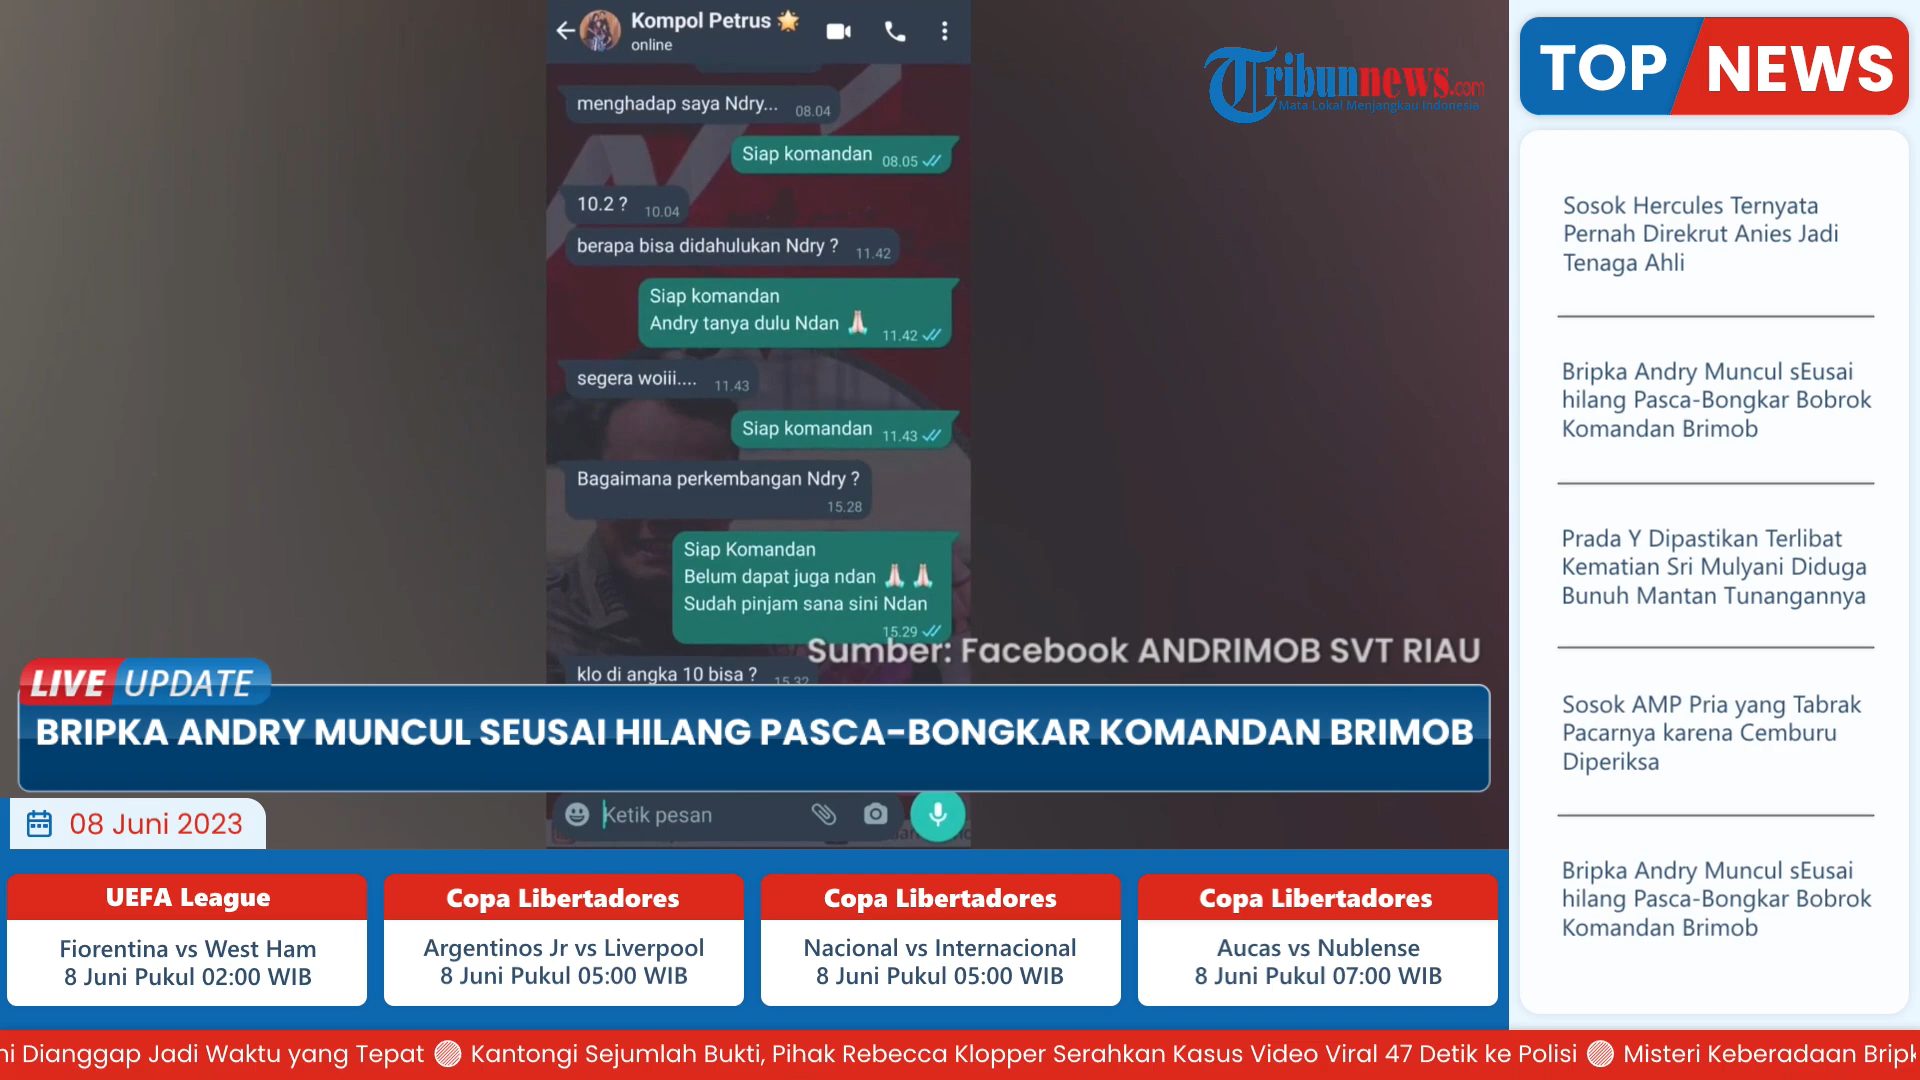 Kompol Petrus
online
menghadap saya Ndry... 08.04
Siap komandan 08.05
10.2 ? 10.04
berapa bisa didahulukan Ndry ? 11.42
Siap komandan
Andry tanya dulu Ndan
11.42
segera woiii.... 11.43
Siap komandan 11.43
Bagaimana perkembangan Ndry ?
15.28
Siap Komandan
Belum dapat juga ndan
Sudah pinjam sana sini Ndan
15.29
klo di angka 10 bisa ? 15.32
Ketik pesan
Tribunnews.com
Mata Lokal Menjangkau Indonesia
Sumber: Facebook ANDRIMOB SVT RIAU
LIVE UPDATE
BRIPKA ANDRY MUNCUL SEUSAI HILANG PASCA-BONGKAR KOMANDAN BRIMOB
08 Juni 2023
TOP NEWS
Sosok Hercules Ternyata
Pernah Direkrut Anies Jadi
Tenaga Ahli
Bripka Andry Muncul sEusai
hilang Pasca-Bongkar Bobrok
Komandan Brimob
Prada Y Dipastikan Terlibat
Kematian Sri Mulyani Diduga
Bunuh Mantan Tunangannya
Sosok AMP Pria yang Tabrak
Pacarnya karena Cemburu
Diperiksa
Bripka Andry Muncul sEusai
hilang Pasca-Bongkar Bobrok
Komandan Brimob
UEFA League
Fiorentina vs West Ham
8 Juni Pukul 02:00 WIB
Copa Libertadores
Argentinos Jr vs Liverpool
8 Juni Pukul 05:00 WIB
Copa Libertadores
Nacional vs Internacional
8 Juni Pukul 05:00 WIB
Copa Libertadores
Aucas vs Nublense
8 Juni Pukul 07:00 WIB
ni Dianggap Jadi Waktu yang Tepat Kantongi Sejumlah Bukti, Pihak Rebecca Klopper Serahkan Kasus Video Viral 47 Detik ke Polisi Misteri Keberadaan Bripk